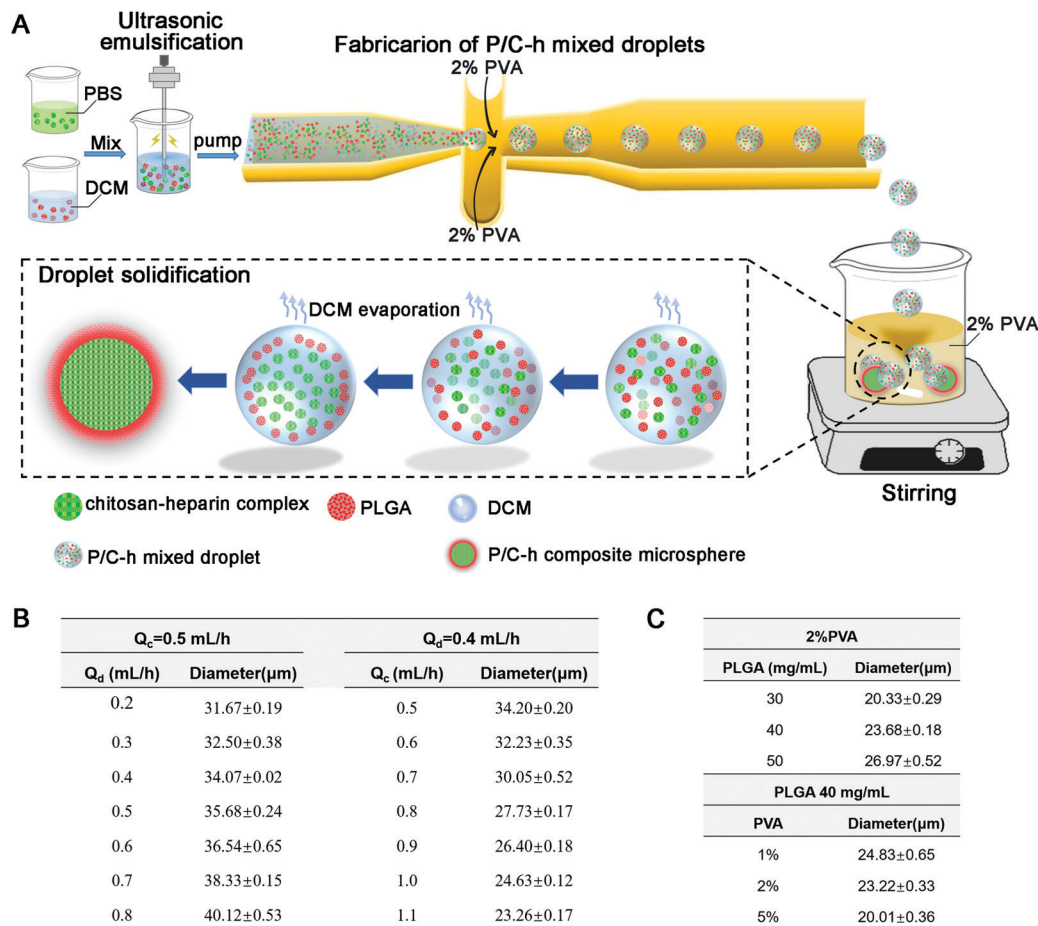 A
Ultrasonic
emulsification
Fabricarion of P/C-h mixed droplets
2% PVA
PBS
Mix
pump
DCM
2% PVA
Droplet solidification
DCM evaporation
2% PVA
Stirring
chitosan-heparin complex PLGA DCM
P/C-h mixed droplet P/C-h composite microsphere
B
Qc=0.5 mL/h Qd=0.4 mL/h
Qd (mL/h) Diameter(μm) Qc (mL/h) Diameter(μm)
0.2 31.67±0.19 0.5 34.20±0.20
0.3 32.50±0.38 0.6 32.23±0.35
0.4 34.07±0.02 0.7 30.05±0.52
0.5 35.68±0.24 0.8 27.73±0.17
0.6 36.54±0.65 0.9 26.40±0.18
0.7 38.33±0.15 1.0 24.63±0.12
0.8 40.12±0.53 1.1 23.26±0.17
C
2%PVA
PLGA (mg/mL) Diameter(μm)
30 20.33±0.29
40 23.68±0.18
50 26.97±0.52
PLGA 40 mg/mL
PVA Diameter(μm)
1% 24.83±0.65
2% 23.22±0.33
5% 20.01±0.36